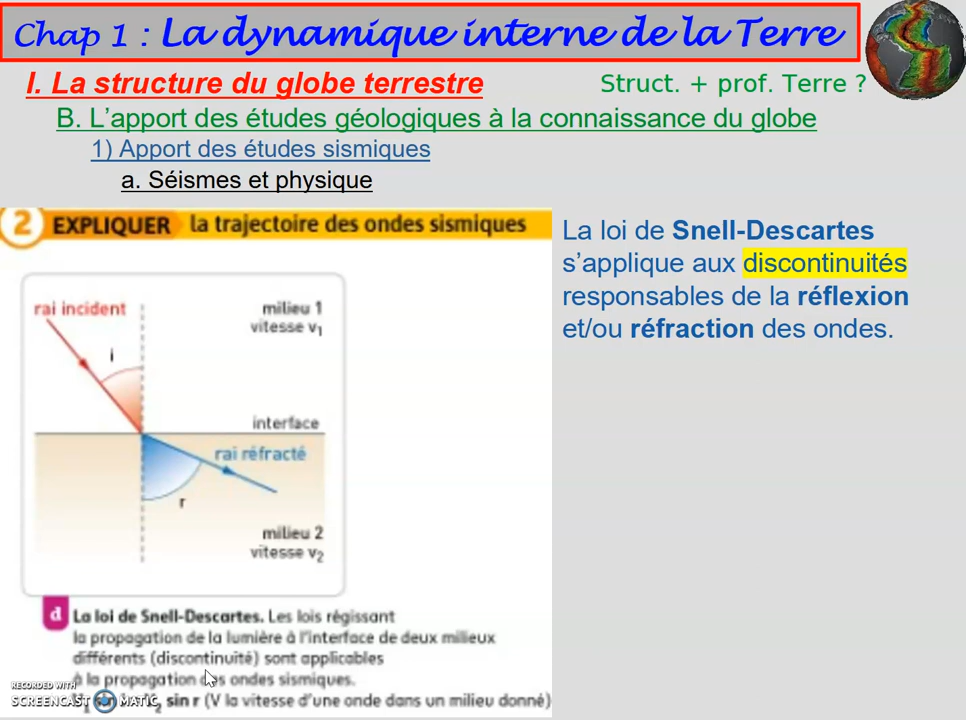 Chap 1 : La dynamique interne de la Terre
I. La structure du globe terrestre
Struct. + prof. Terre ?
B. L'apport des études géologiques à la connaissance du globe
1) Apport des études sismiques
a. Séismes et physique
2 EXPLIQUER la trajectoire des ondes sismiques
La loi de Snell-Descartes
s'applique aux discontinuités
responsables de la réflexion
et/ou réfraction des ondes.
rai incident
milieu 1
vitesse v1
i
interface
rai réfracté
r
milieu 2
vitesse v2
d La loi de Snell-Descartes. Les lois régissant
la propagation de la lumière à l'interface de deux milieux
différents (discontinuité) sont applicables
à la propagation des ondes sismiques.
sin r (V la vitesse d'une onde dans un milieu donné)
RECORDED WITH
SCREENCAST MATIC